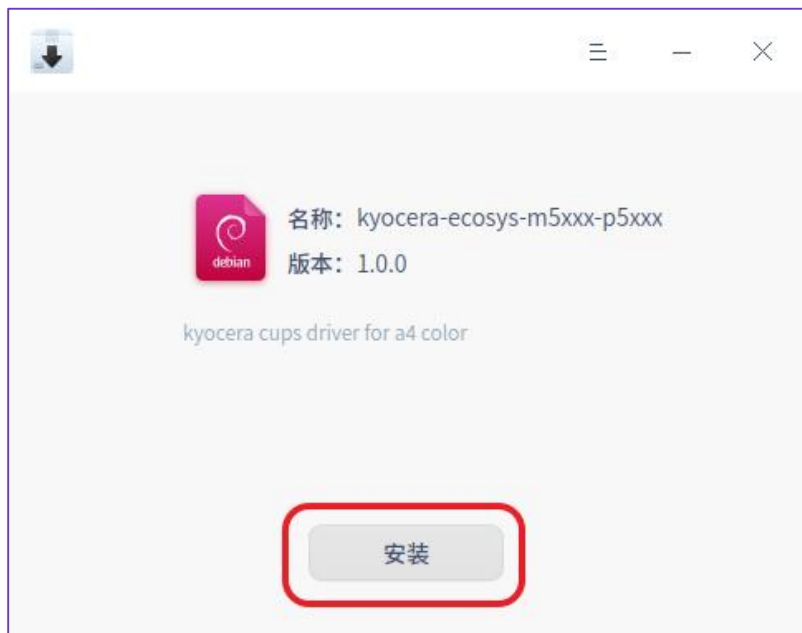 debian
名称：kyocera-ecosys-m5xxx-p5xxx
版本：1.0.0
kyocera cups driver for a4 color
安装